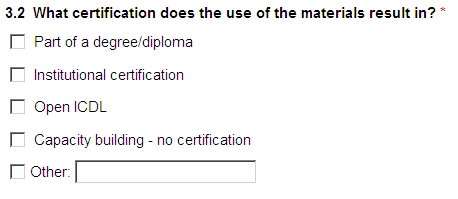 3.2 What certification does the use of the materials result in? *
Part of a degree/diploma
Institutional certification
Open ICDL
Capacity building - no certification
Other: